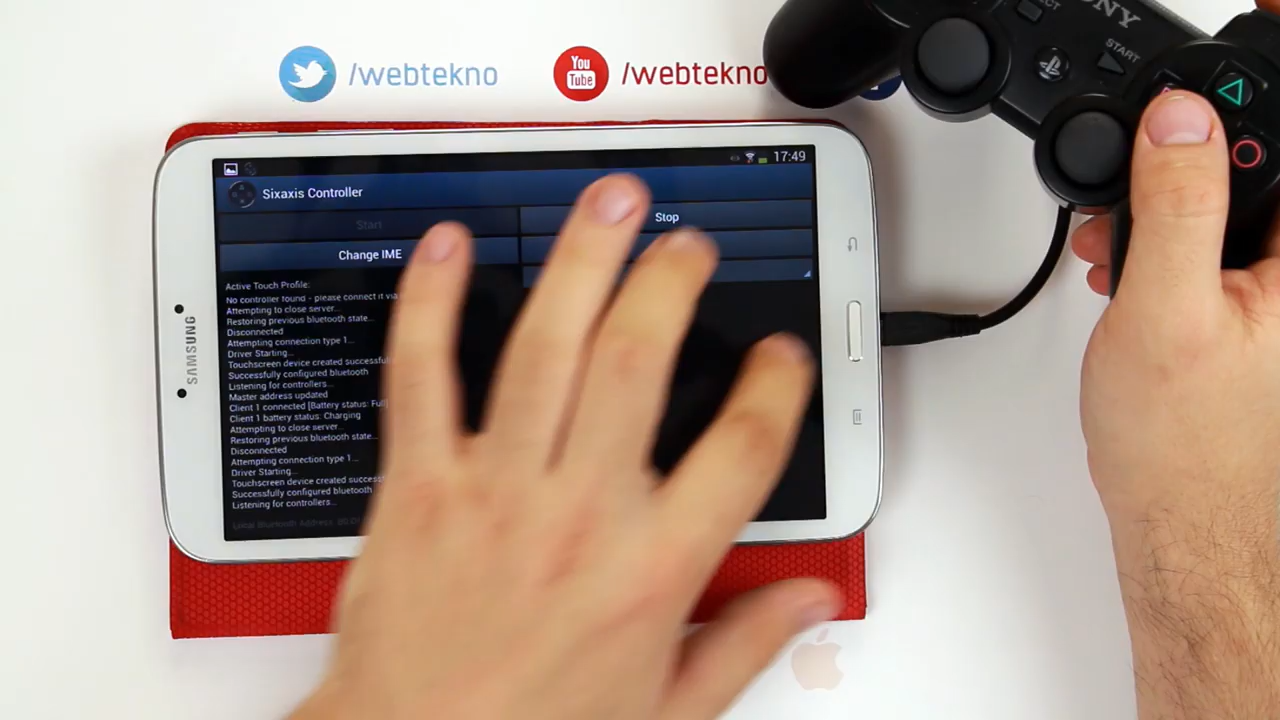 /webtekno
You
Tube
/webtekno
SONY
START
17:49
Sixaxis Controller
Start
Stop
Change IME
Active Touch Profile:
No controller found - please connect it via
Attempting to close server...
Restoring previous bluetooth state...
Disconnected
Attempting connection type 1...
Driver Starting...
Touchscreen device created successfu
Successfully configured bluetooth
Listening for controllers...
Master address updated
Client 1 connected [Battery status: Full]
Client 1 battery status: Charging
Attempting to close server...
Restoring previous bluetooth state...
Disconnected
Attempting connection type 1...
Driver Starting...
Touchscreen device created success
Successfully configured bluetooth
Listening for controllers...
Local Bluetooth Address:
SAMSUNG